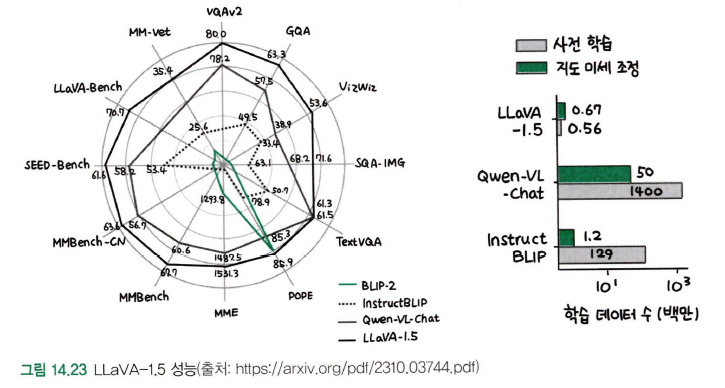 VQAv2
80.0
78.2
GQA
63.3
57.5
49.5
VizWiz
53.6
38.9
33.4
SQA-IMG
71.6
68.2
63.1
TextVQA
61.3
61.5
50.7
POPE
78.9
85.3
85.9
MME
1293.8
1487.5
1531.3
MMBench
60.6
67.7
MMBench-CN
63.6
56.7
SEED-Bench
61.6
58.2
53.4
LLaVA-Bench
70.7
MM-Vet
35.4
25.6
BLIP-2
InstructBLIP
Qwen-VL-Chat
LLaVA-1.5
사전 학습
지도 미세 조정
LLaVA
-1.5
0.67
0.56
Qwen-VL
-Chat
50
1400
Instruct
BLIP
1.2
129
10¹
10³
학습 데이터 수 (백만)
그림 14.23 LLaVA-1.5 성능(출처: https://arxiv.org/pdf/2310.03744.pdf)